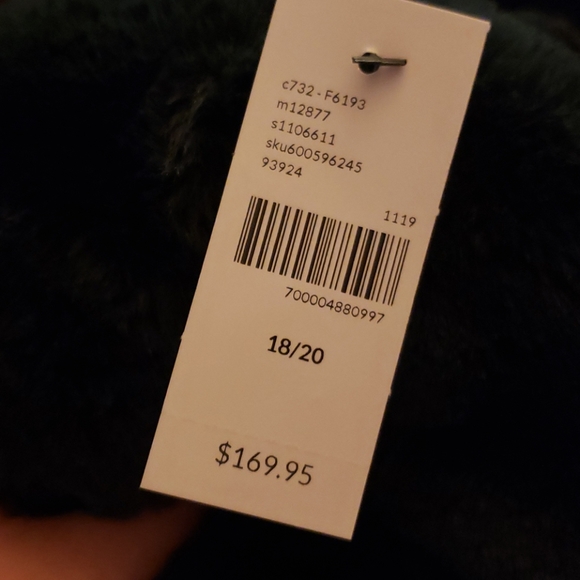 c732 - F6193
m12877
s1106611
sku600596245
93924
1119
700004880997
18/20
$169.95